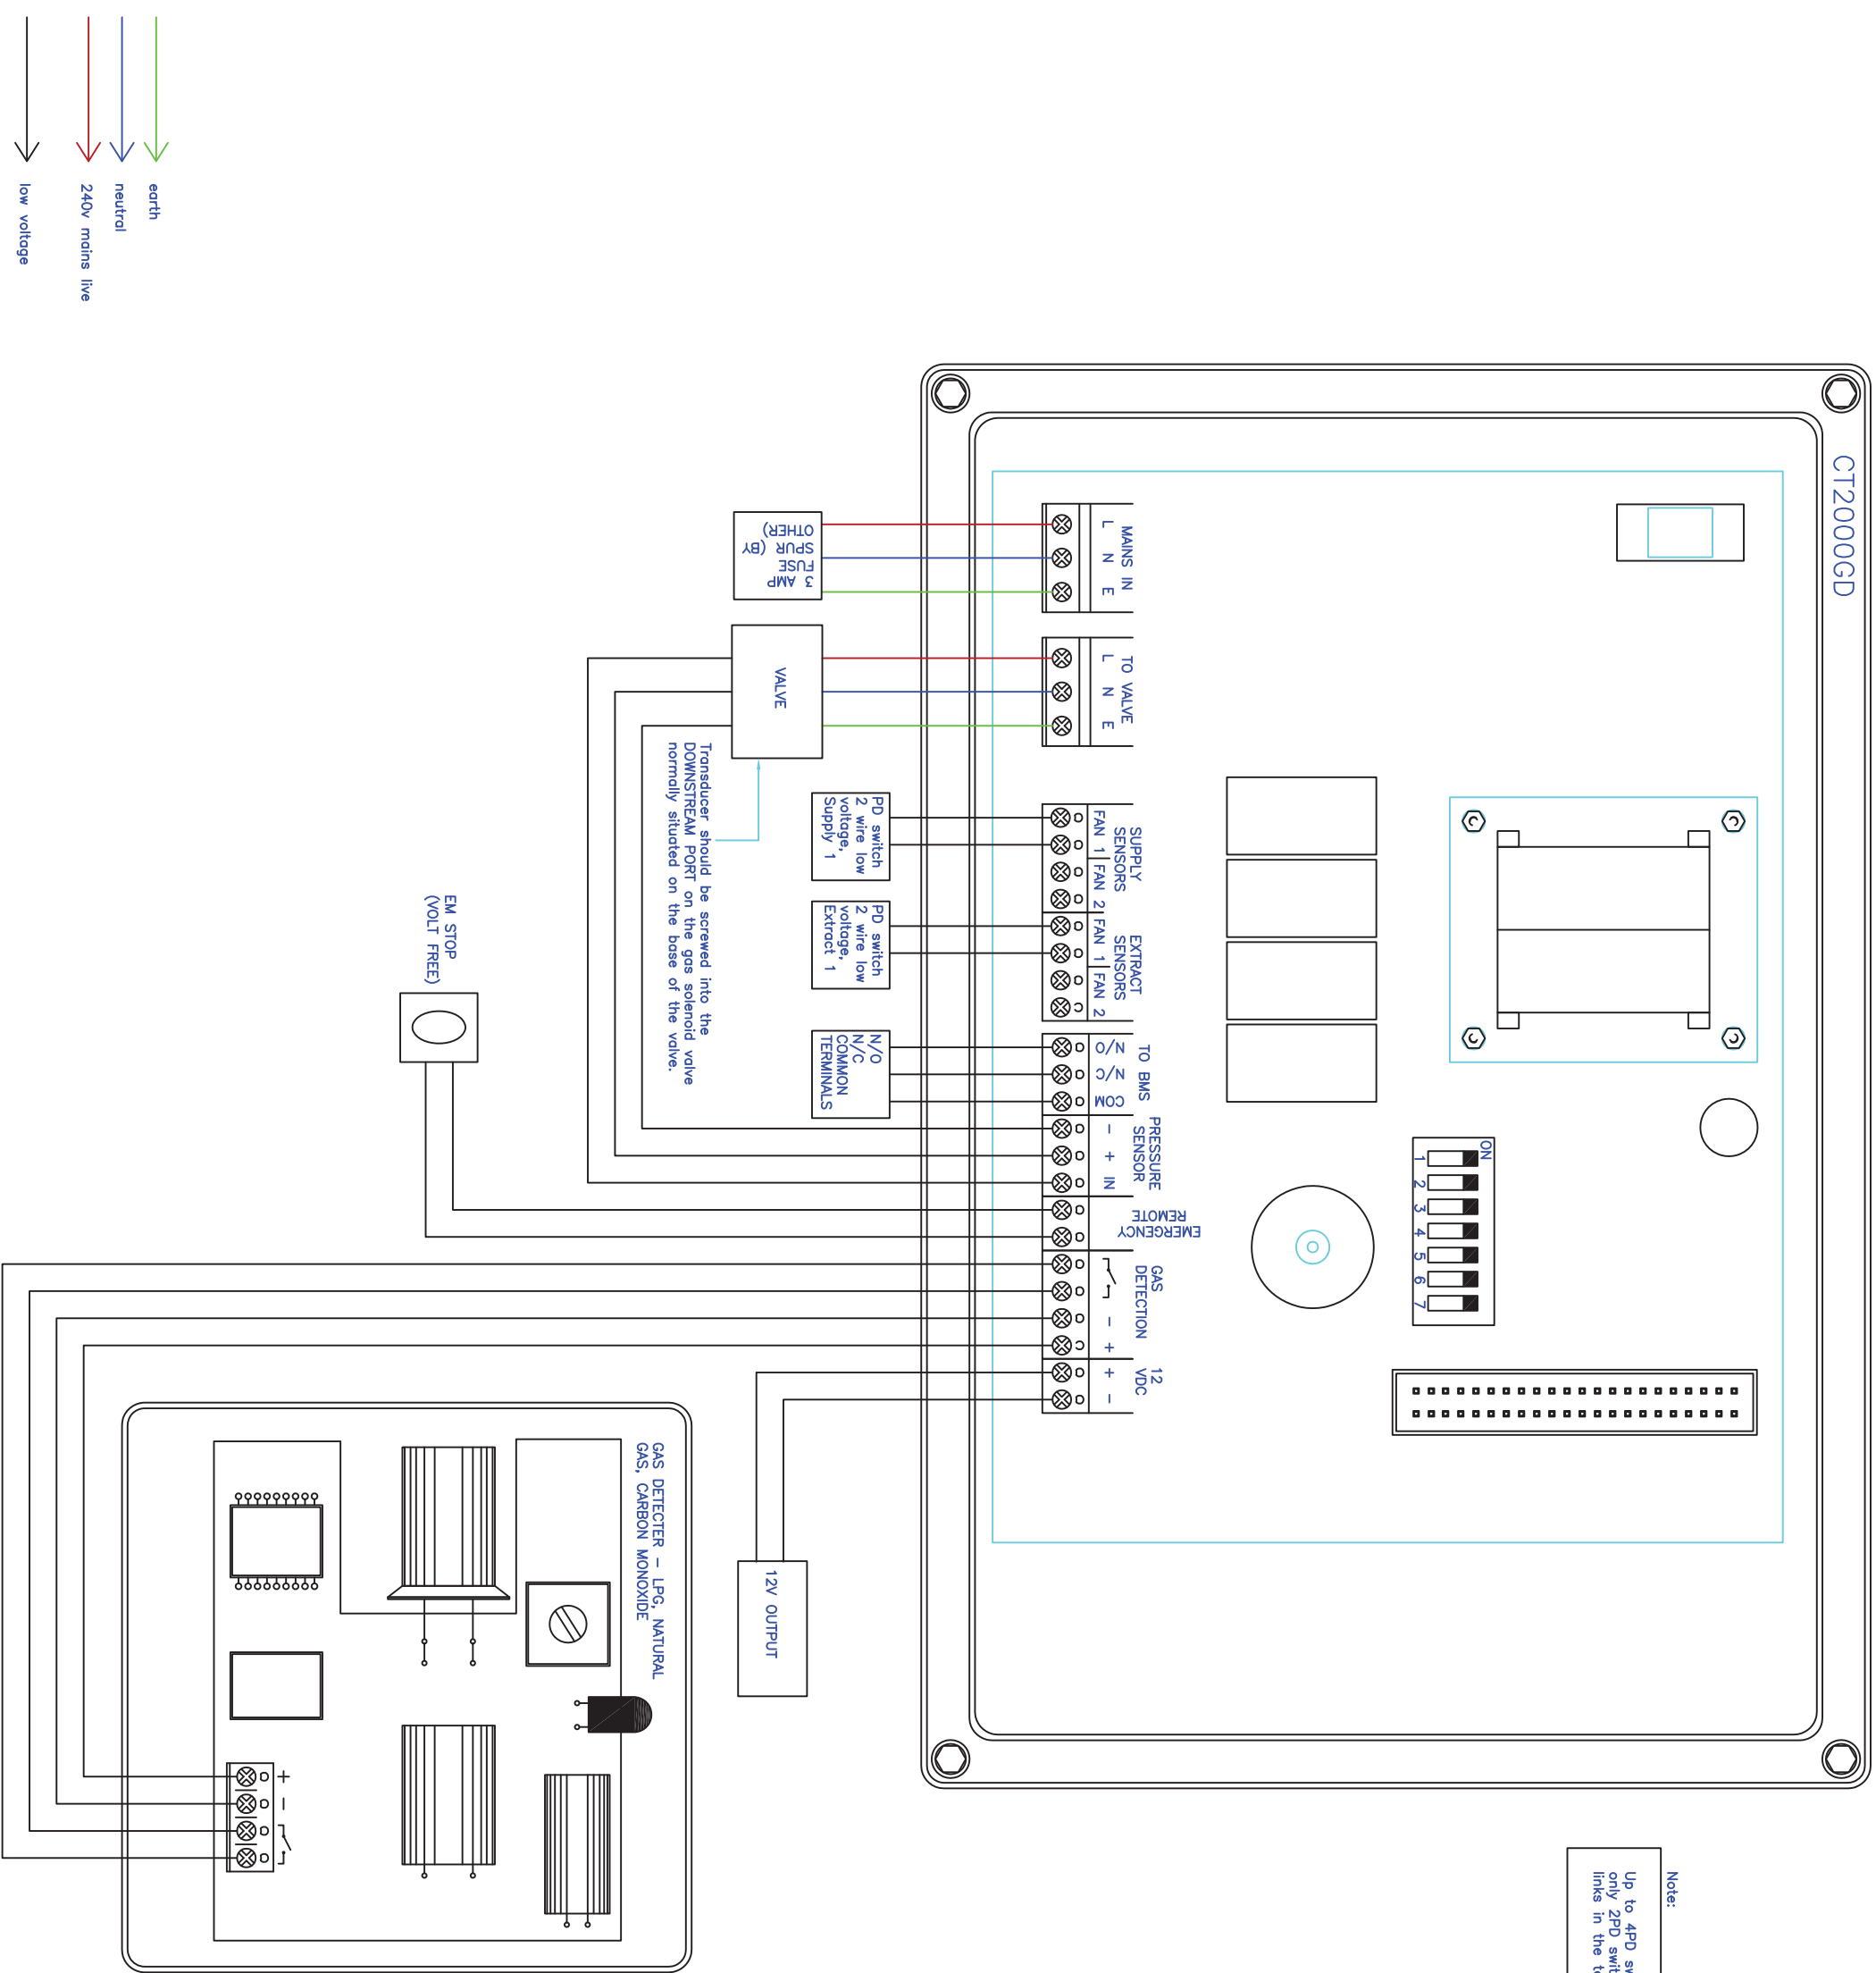 CT2000GD
MAINS IN
L N E
TO VALVE
L N E
SUPPLY
SENSORS
FAN 1
FAN 2
EXTRACT
SENSORS
FAN 1
FAN 2
TO BMS
N/O
N/C
COM
PRESSURE
SENSOR
- + IN
REMOTE
EMERGENCY
GAS
DETECTION
- +
12
VDC
+ -
ON
1 2 3 4 5 6 7
3 AMP
FUSE
SPUR (BY
OTHER)
VALVE
Transducer should be screwed into the
DOWNSTREAM PORT on the gas solenoid valve
normally situated on the base of the valve.
PD switch
2 wire low
voltage,
Supply 1
PD switch
2 wire low
voltage,
Extract 1
N/O
N/C
COMMON
TERMINALS
EM STOP
(VOLT FREE)
12V OUTPUT
GAS DETECTER - LPG, NATURAL
GAS, CARBON MONOXIDE
+ -
earth
neutral
240v mains live
low voltage
Note:
Up to 4PD
only 2PD
links in the